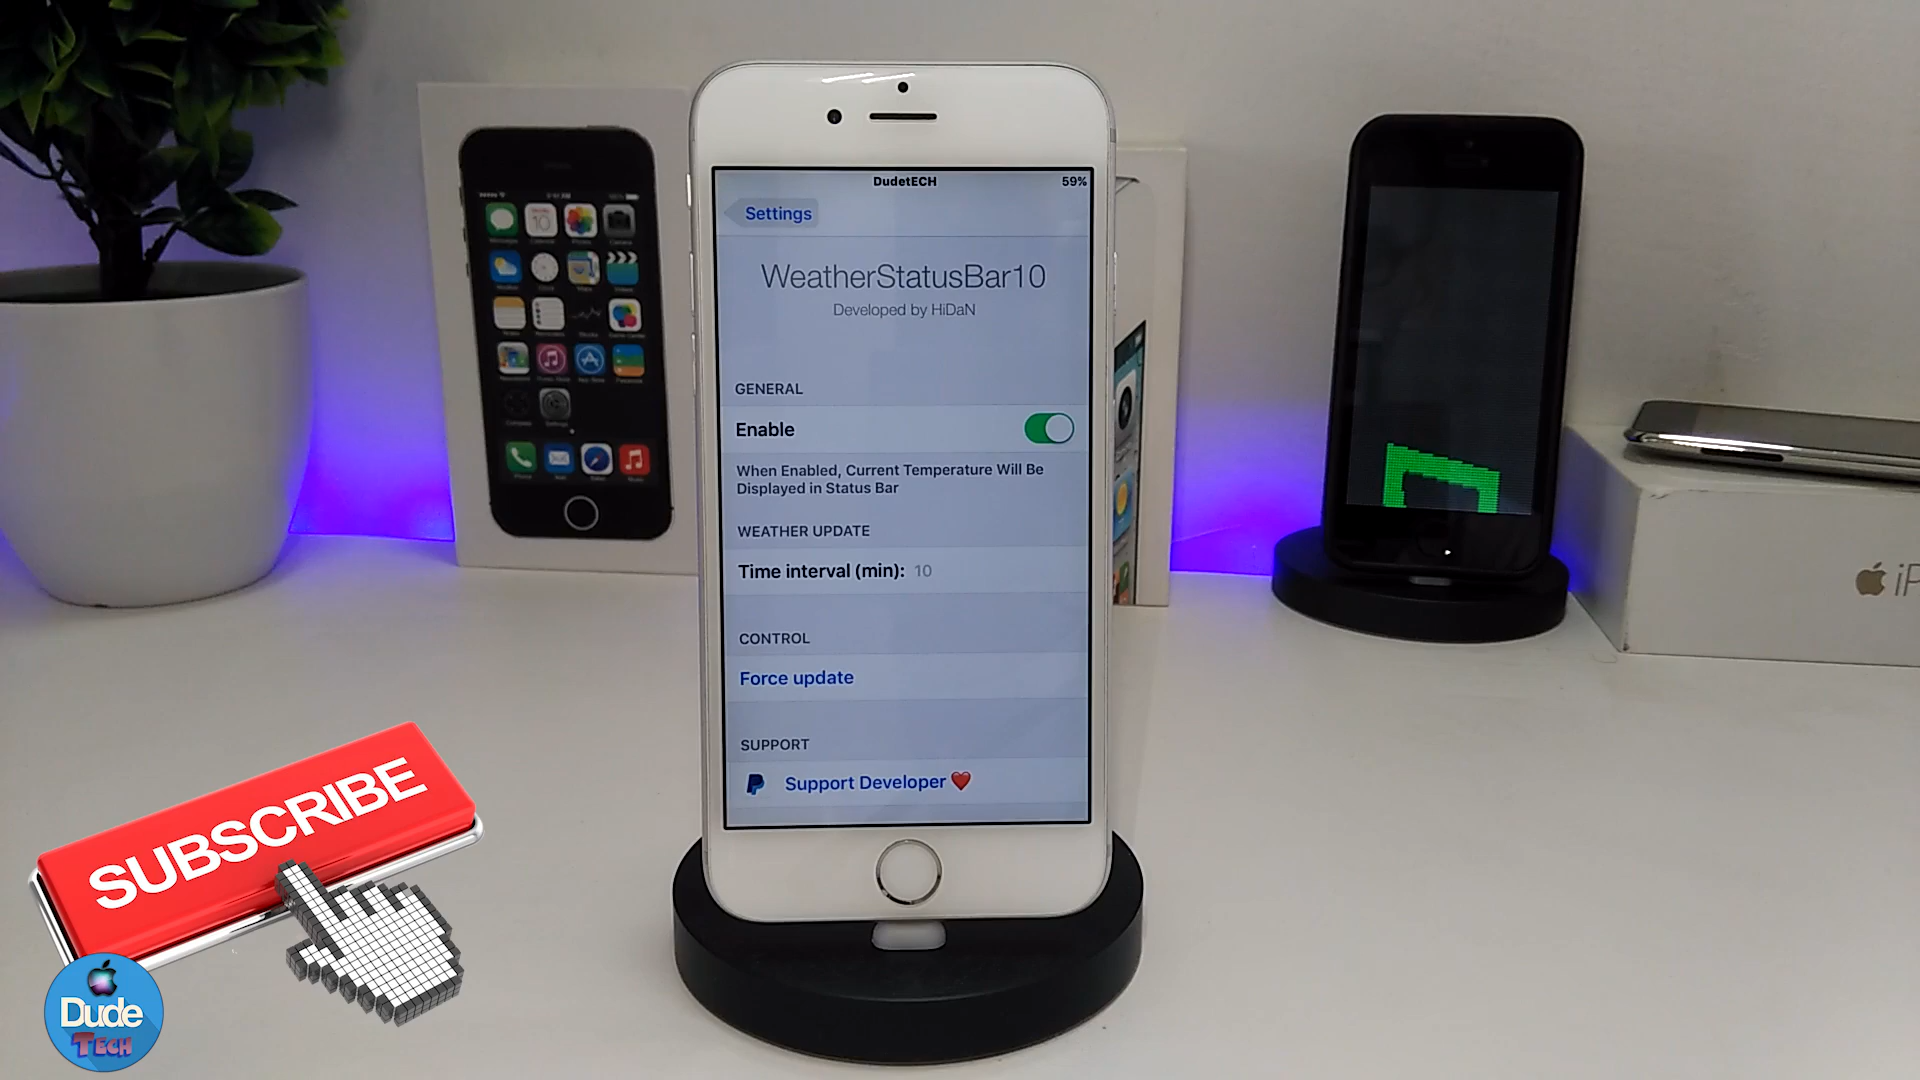 DudetECH
59%
Settings
WeatherStatusBar10
Developed by HiDaN
GENERAL
Enable
When Enabled, Current Temperature Will Be
Displayed in Status Bar
WEATHER UPDATE
Time interval (min): 10
CONTROL
Force update
SUPPORT
Support Developer ❤️
SUBSCRIBE
Dude
TECH